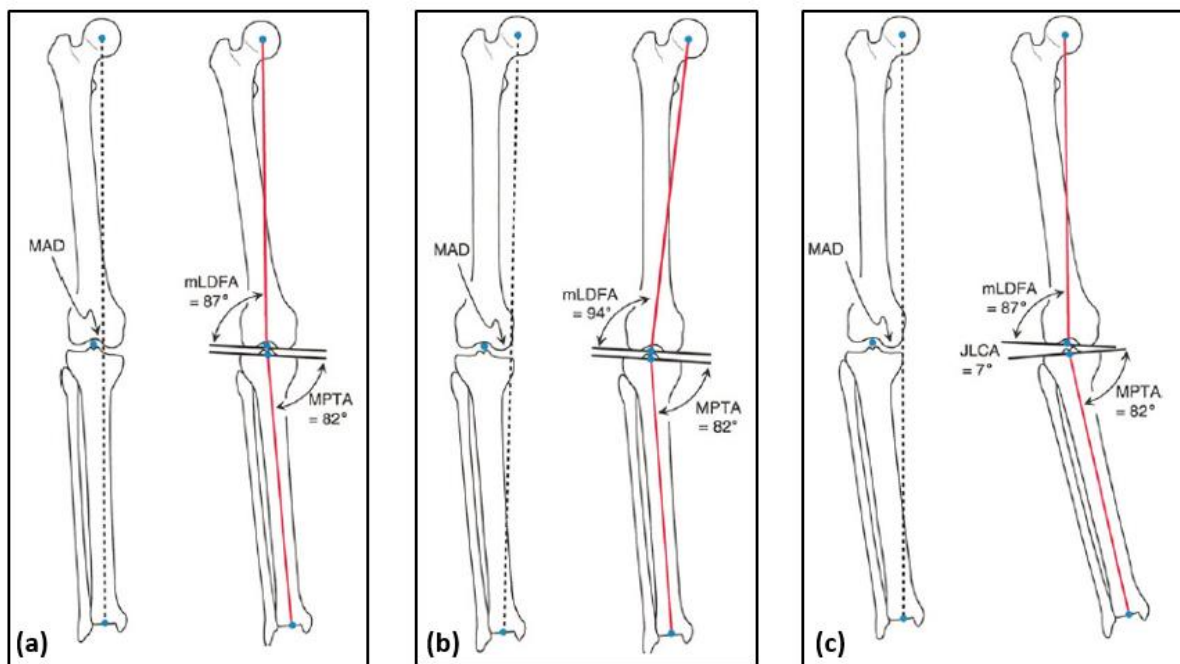 MAD
mLDFA
= 87°
MPTA
= 82°
(a)
MAD
mLDFA
= 94°
MPTA
= 82°
(b)
MAD
mLDFA
= 87°
JLCA
= 7°
MPTA
= 82°
(c)